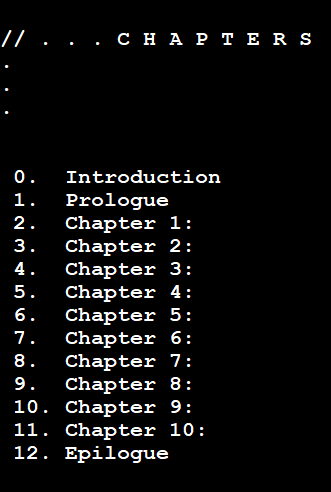 // . . . C H A P T E R S
.
.
.
0. Introduction
1. Prologue
2. Chapter 1:
3. Chapter 2:
4. Chapter 3:
5. Chapter 4:
6. Chapter 5:
7. Chapter 6:
8. Chapter 7:
9. Chapter 8:
10. Chapter 9:
11. Chapter 10:
12. Epilogue